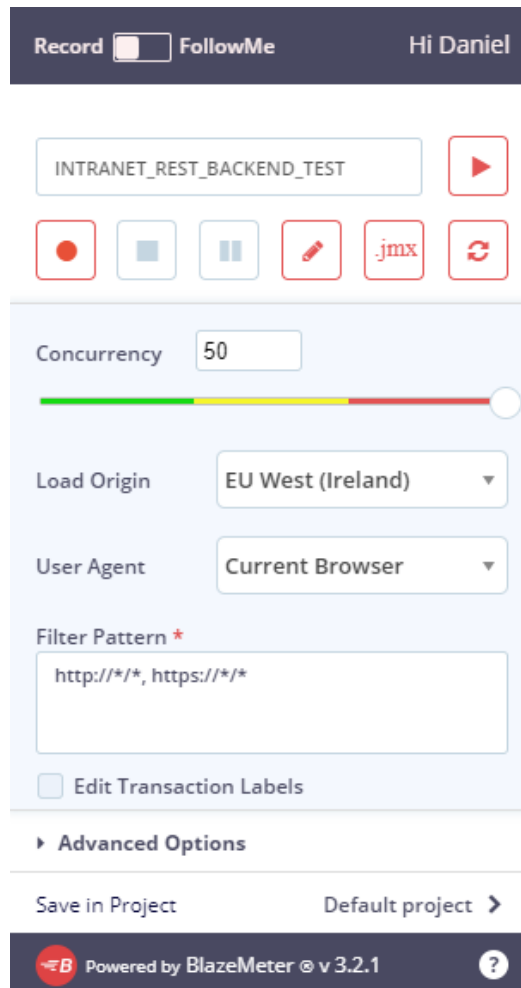 Record FollowMe Hi Daniel
INTRANET_REST_BACKEND_TEST
.jmx
Concurrency 50
Load Origin EU West (Ireland)
User Agent Current Browser
Filter Pattern *
http://*/*, https://*/*
Edit Transaction Labels
Advanced Options
Save in Project Default project
B Powered by BlazeMeter ® v 3.2.1 ?